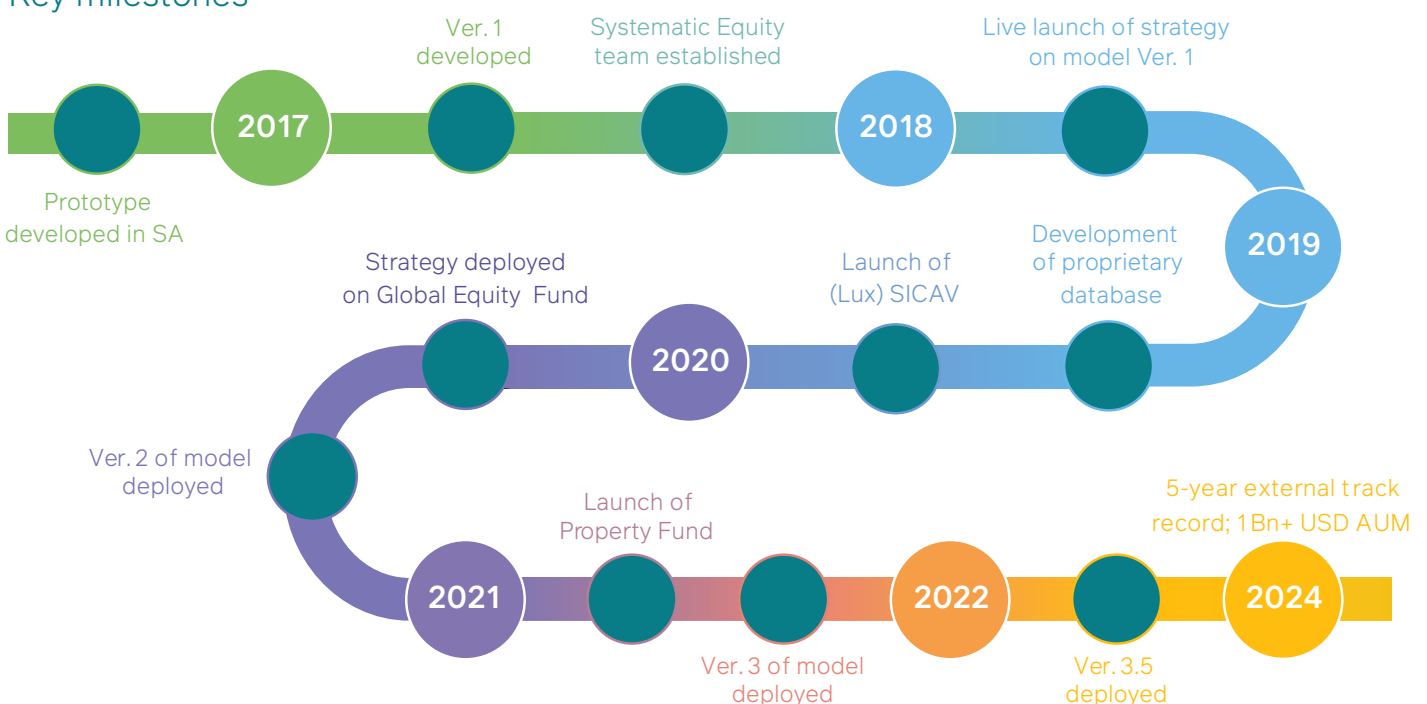 Key milestones
Ver. 1
developed
Systematic Equity
team established
Live launch of strategy
on model Ver. 1
2017
2018
Prototype
developed in SA
2019
Development
of proprietary
database
Launch of
(Lux) SICAV
Strategy deployed
on Global Equity Fund
2020
Ver. 2 of model
deployed
Launch of
Property Fund
5-year external track
record; 1Bn+ USD AUM
2021
2022
2024
Ver. 3 of model
deployed
Ver. 3.5
deployed